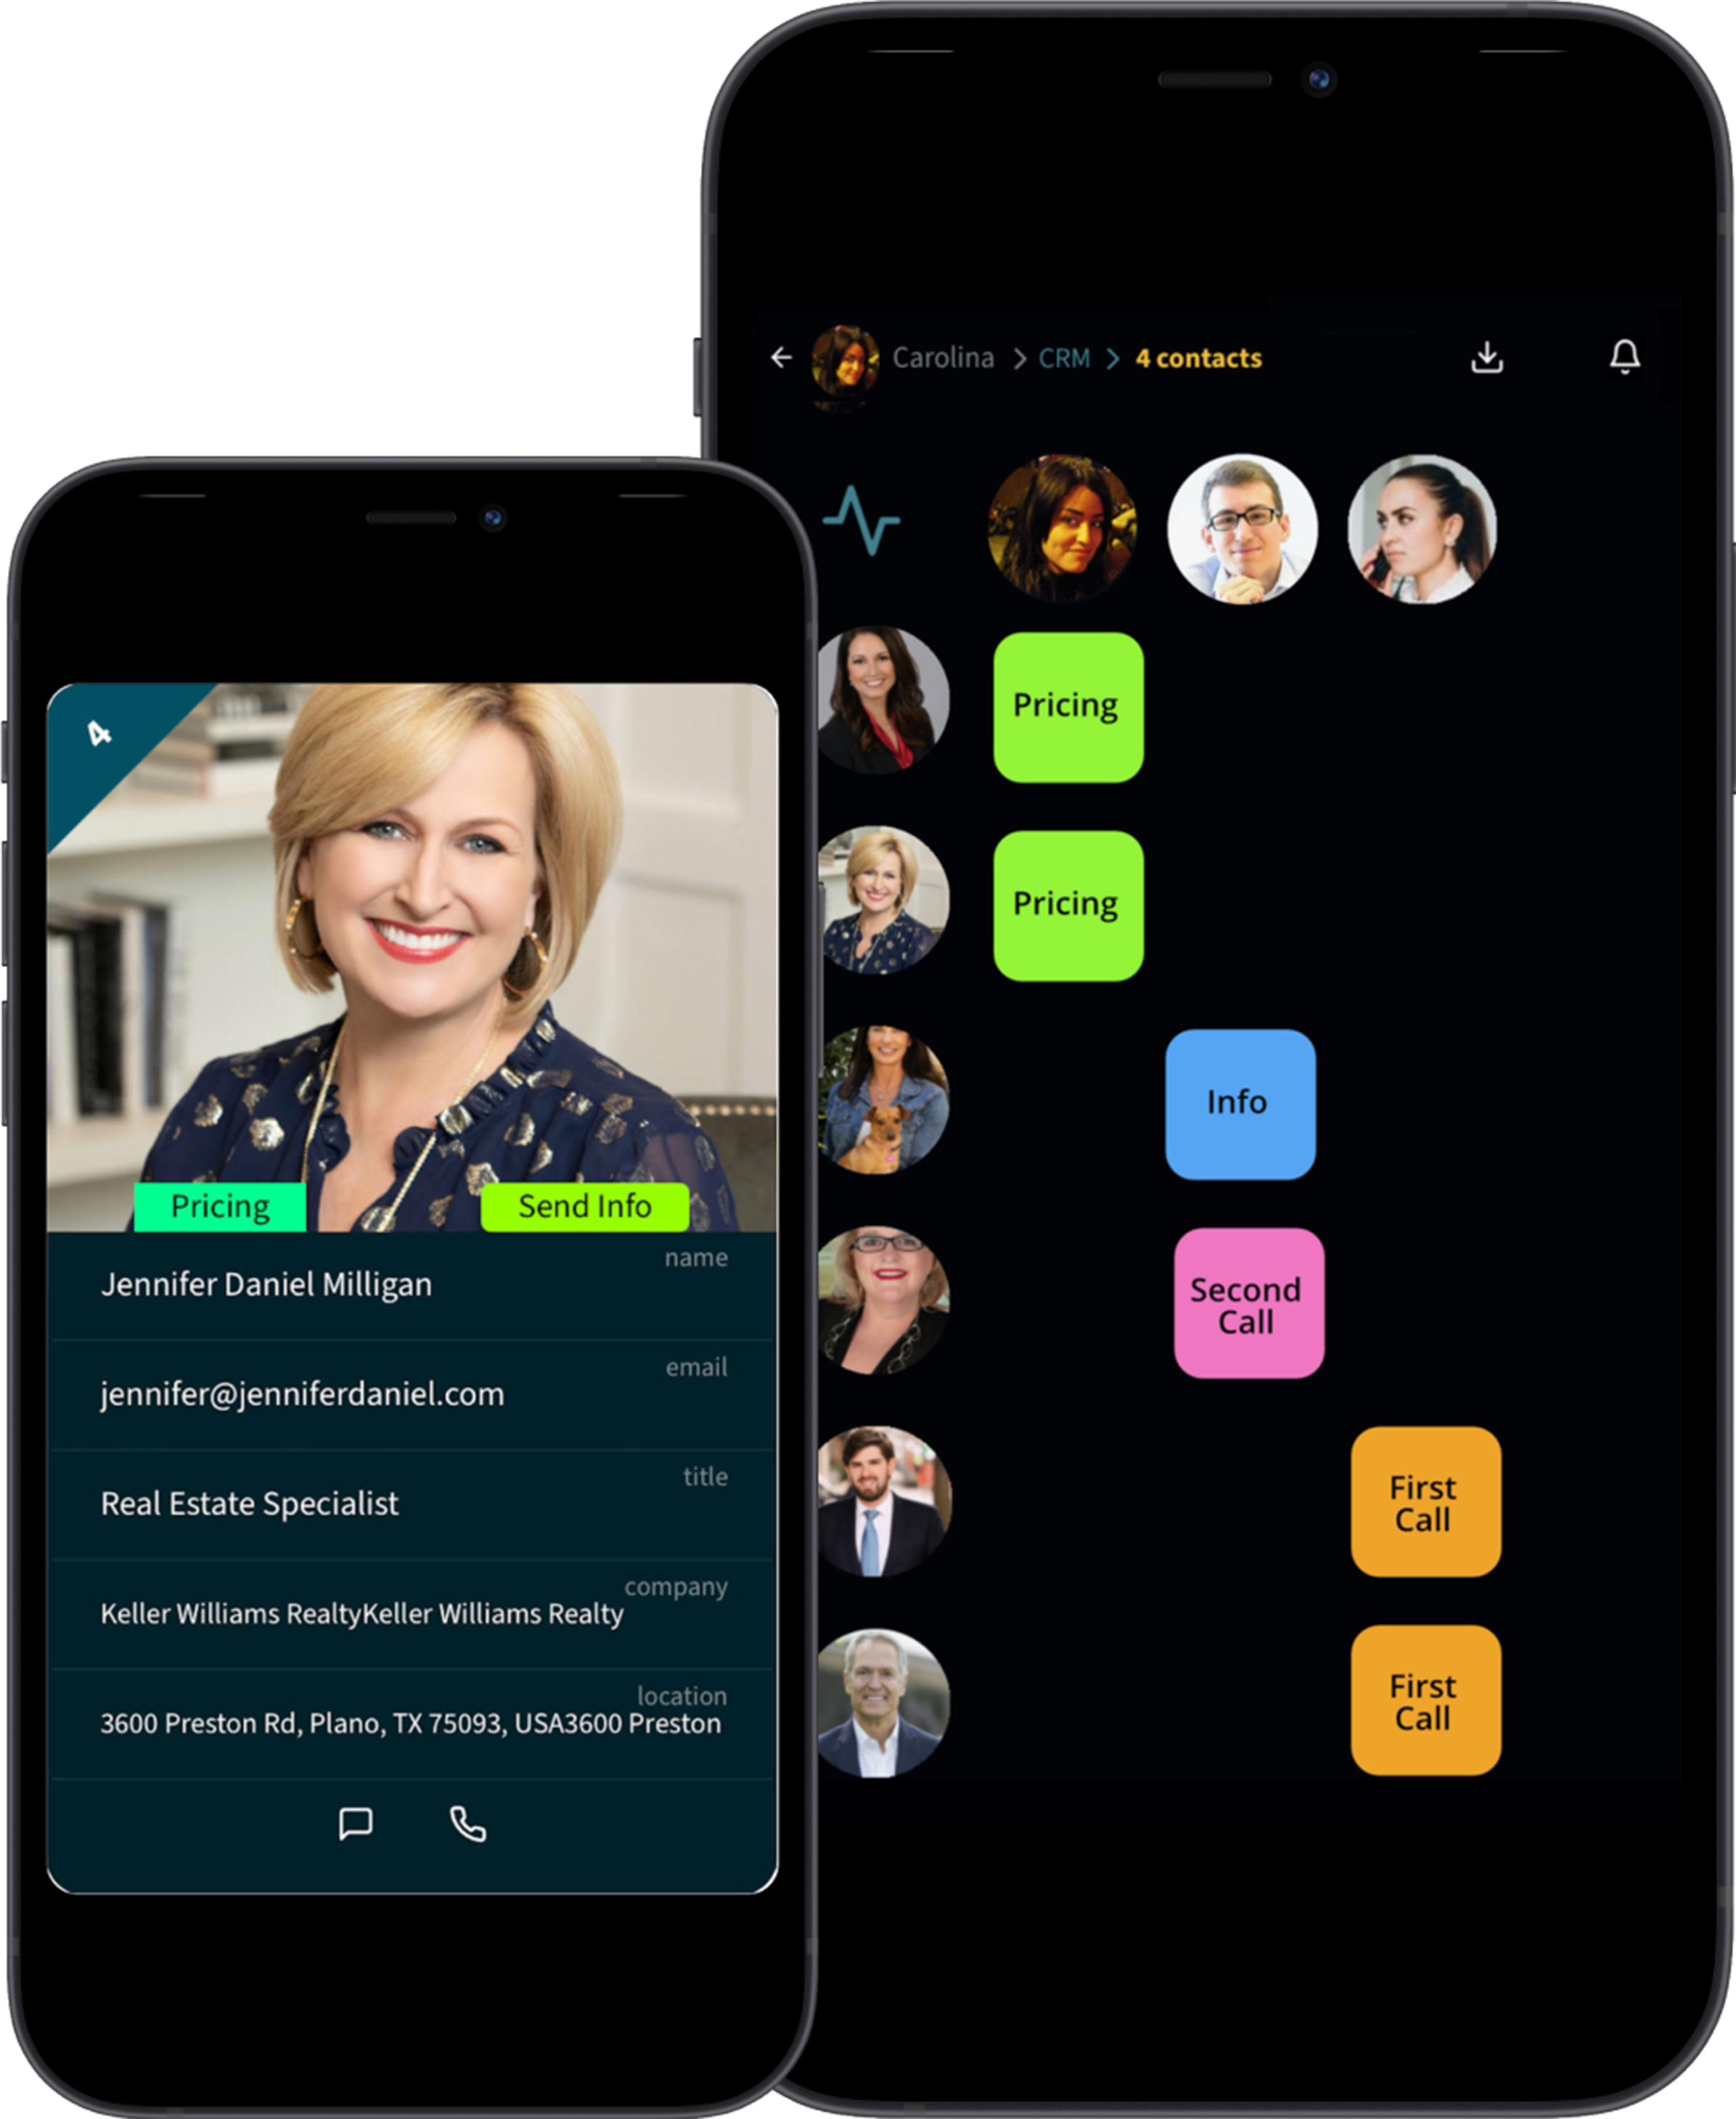 Carolina > CRM > 4 contacts
Pricing
Pricing
Info
Second
Call
First
Call
First
Call
4
Pricing
Send Info
name
Jennifer Daniel Milligan
email
jennifer@jenniferdaniel.com
title
Real Estate Specialist
company
Keller Williams RealtyKeller Williams Realty
location
3600 Preston Rd, Plano, TX 75093, USA3600 Preston